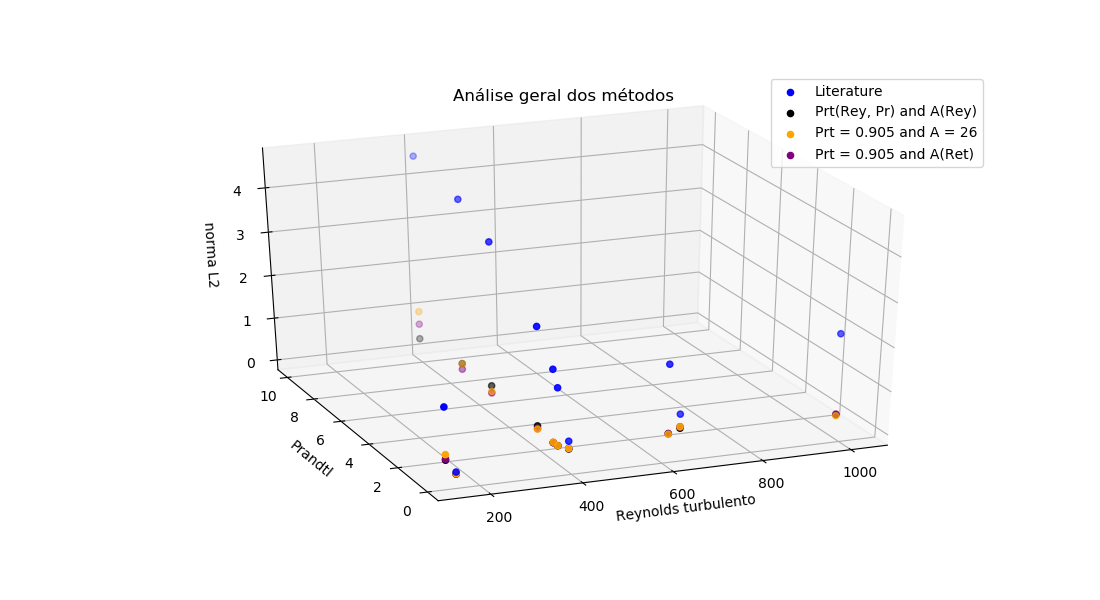 Análise geral dos métodos
Literature
Prt(Rey, Pr) and A(Rey)
Prt = 0.905 and A = 26
Prt = 0.905 and A(Ret)
4
3
2
1
0
norma L2
10
8
6
4
2
0
Prandtl
200
400
600
800
1000
Reynolds turbulento